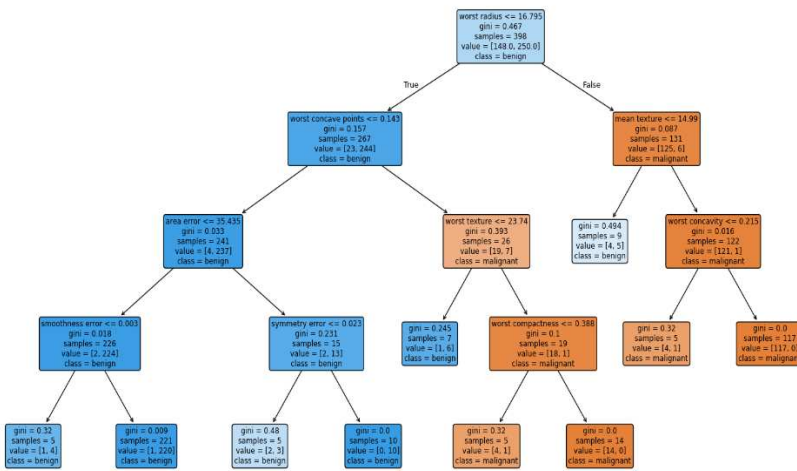 worst radius <= 16.795
gini = 0.467
samples = 398
value = [148.0, 250.0]
class = benign
True
False
worst concave points <= 0.143
gini = 0.157
samples = 267
value = [23, 244]
class = benign
mean texture <= 14.99
gini = 0.087
samples = 131
value = [125, 6]
class = malignant
area error <= 35.435
gini = 0.033
samples = 241
value = [4, 237]
class = benign
worst texture <= 23.74
gini = 0.393
samples = 26
value = [19, 7]
class = malignant
gini = 0.494
samples = 9
value = [4, 5]
class = benign
worst concavity <= 0.215
gini = 0.016
samples = 122
value = [121, 1]
class = malignant
smoothness error <= 0.003
gini = 0.018
samples = 226
value = [2, 224]
class = benign
symmetry error <= 0.023
gini = 0.231
samples = 15
value = [2, 13]
class = benign
gini = 0.245
samples = 7
value = [1, 6]
class = benign
worst compactness <= 0.388
gini = 0.1
samples = 19
value = [18, 1]
class = malignant
gini = 0.32
samples = 5
value = [4, 1]
class = malignant
gini = 0.0
samples = 117
value = [117, 0]
class = malignant
gini = 0.32
samples = 5
value = [1, 4]
class = benign
gini = 0.009
samples = 221
value = [1, 220]
class = benign
gini = 0.48
samples = 5
value = [2, 3]
class = benign
gini = 0.0
samples = 10
value = [0, 10]
class = benign
gini = 0.32
samples = 5
value = [4, 1]
class = malignant
gini = 0.0
samples = 14
value = [14, 0]
class = malignant